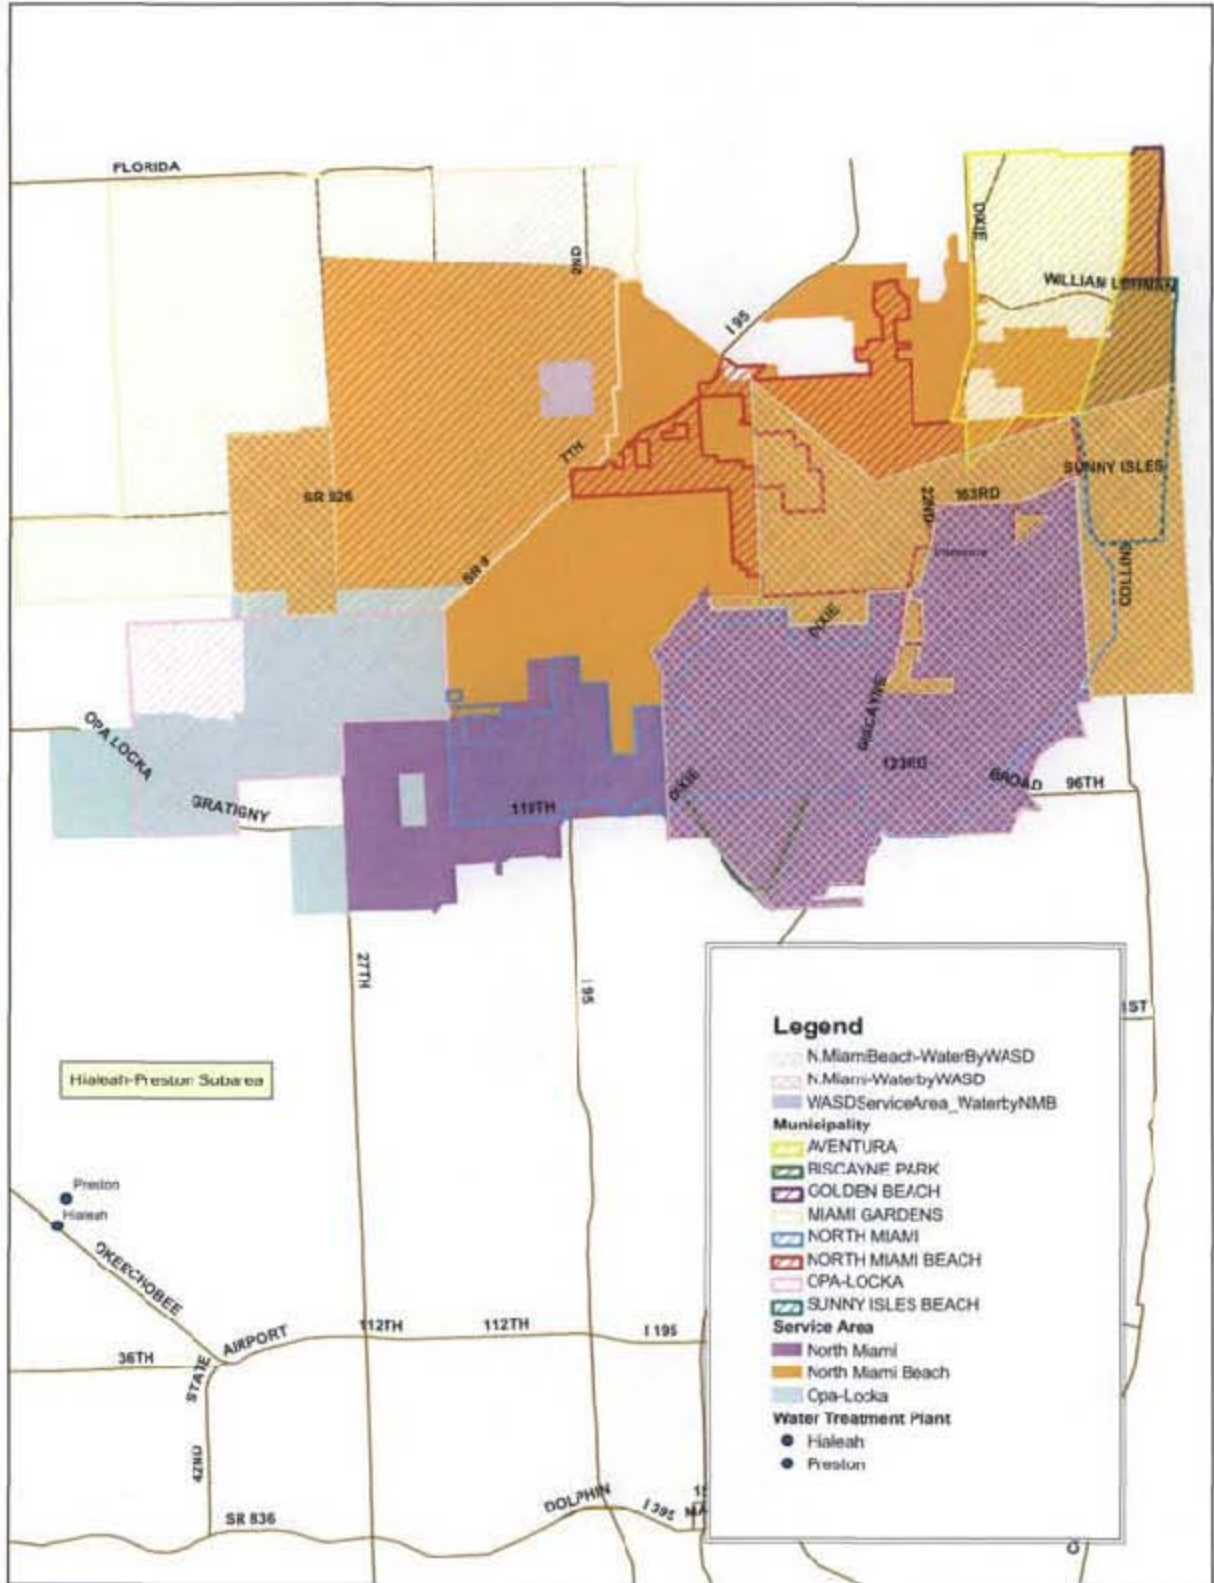 FLORIDA
2ND
DIXIE
WILLIAM LEHMAN
I 95
7TH
SR 826
SUNNY ISLES
163RD
22ND
SR 9
COLLINS
DIXIE
BISCAYNE
OPA LOCKA
GRATIGNY
119TH
DIXIE
123RD
BROAD
96TH
27TH
I 95
Hialeah-Preston Subarea
Preston
Hialeah
OKEECHOBEE
AIRPORT
112TH
112TH
I 195
36TH
STATE
42ND
SR 836
DOLPHIN
I 395
Legend
N.MiamiBeach-WaterByWASD
N.Miami-WaterbyWASD
WASDServiceArea_WaterbyNMB
Municipality
AVENTURA
BISCAYNE PARK
GOLDEN BEACH
MIAMI GARDENS
NORTH MIAMI
NORTH MIAMI BEACH
OPA-LOCKA
SUNNY ISLES BEACH
Service Area
North Miami
North Miami Beach
Opa-Locka
Water Treatment Plant
Hialeah
Preston